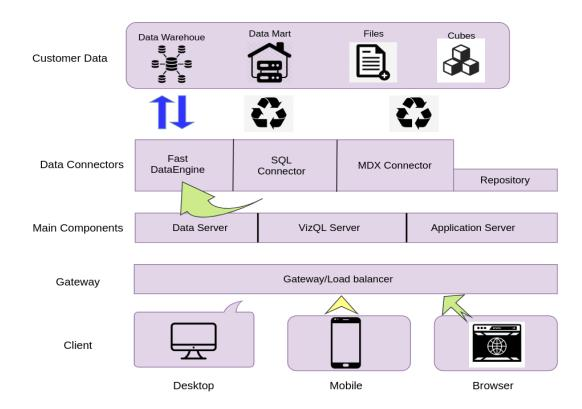 Data Warehoue
Data Mart
Files
Cubes
Customer Data
Data Connectors
Fast
DataEngine
SQL
Connector
MDX Connector
Repository
Main Components
Data Server
VizQL Server
Application Server
Gateway
Gateway/Load balancer
Client
Desktop
Mobile
Browser